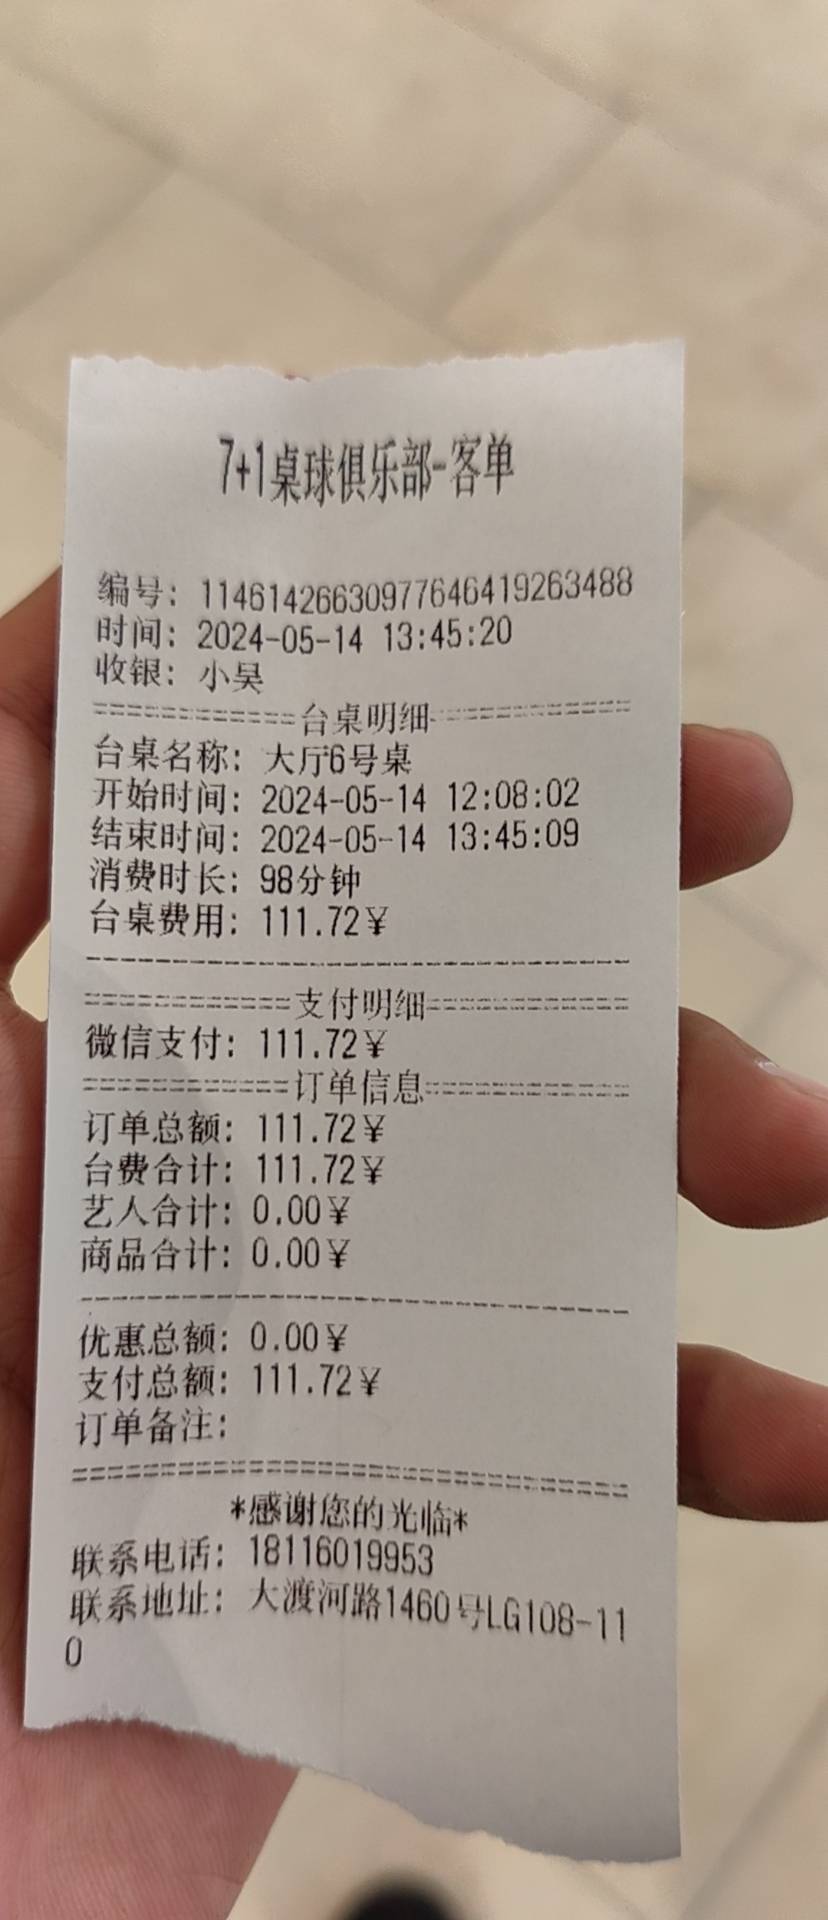 7+1桌球俱乐部-客单
编号: 1146142663097764641926348​8
时间: 2024-05-14 13:45:20
收银: 小昊
============台桌明细============
台桌名称: 大厅6号桌
开始时间: 2024-05-14 12:08:02
结束时间: 2024-05-14 13:45:09
消费时长: 98分钟
台桌费用: 111.72¥
--------------------------------
============支付明细============
微信支付: 111.72¥
============订单信息============
订单总额: 111.72¥
台费合计: 111.72¥
艺人合计: 0.00¥
商品合计: 0.00¥
--------------------------------
优惠总额: 0.00¥
支付总额: 111.72¥
订单备注:
================================
*感谢您的光临*
联系电话: 18116019953
联系地址: 大渡河路1460号LG108-11
0